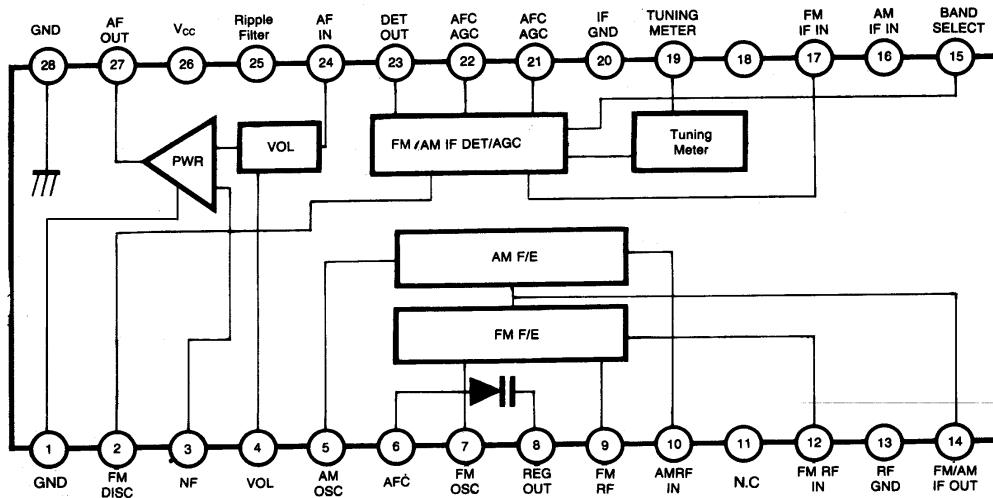 GND
AF
OUT
VCC
Ripple
Filter
AF
IN
DET
OUT
AFC
AGC
AFC
AGC
IF
GND
TUNING
METER
FM
IF IN
AM
IF IN
BAND
SELECT
28
27
26
25
24
23
22
21
20
19
18
17
16
15
PWR
VOL
FM/AM IF DET/AGC
Tuning
Meter
AM F/E
FM F/E
1
2
3
4
5
6
7
8
9
10
11
12
13
14
GND
FM
DISC
NF
VOL
AM
OSC
AFC
FM
OSC
REG
OUT
FM
RF
AMRF
IN
N.C
FM RF
IN
RF
GND
FM/AM
IF OUT